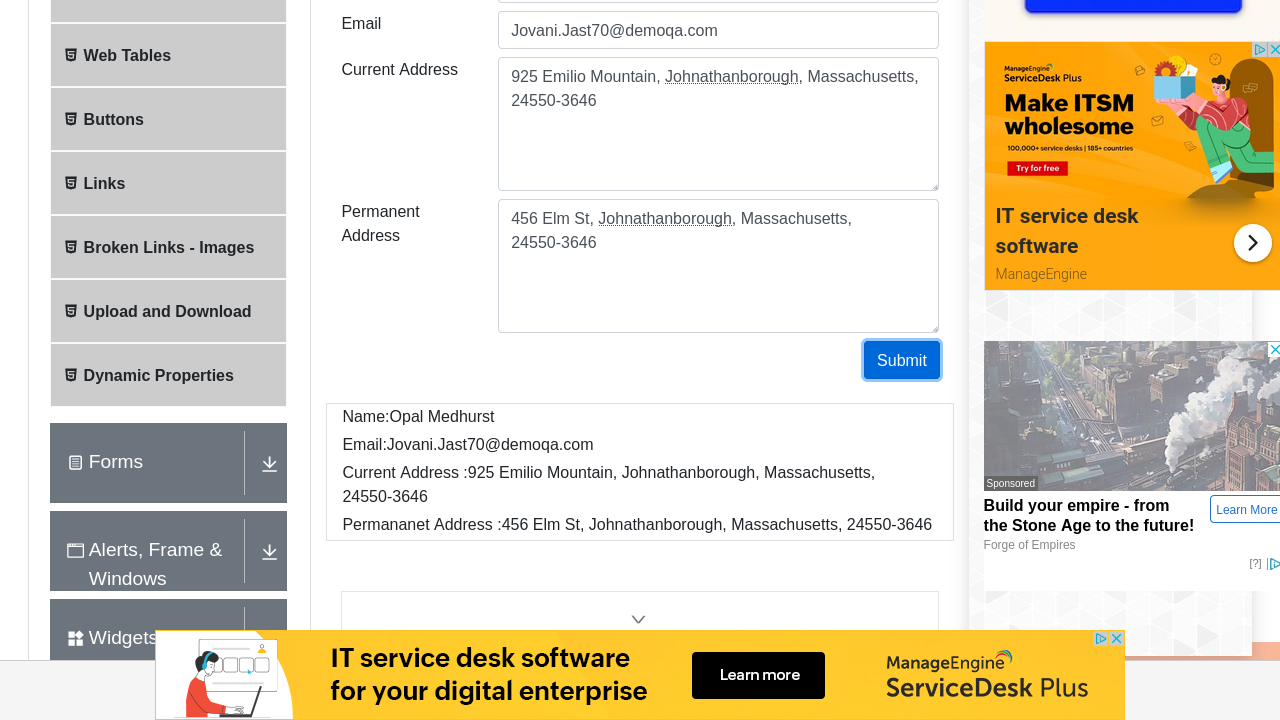 Web Tables
Buttons
Links
Broken Links - Images
Upload and Download
Dynamic Properties
Forms
Alerts, Frame &
Windows
Widgets
Email
Jovani.Jast70@demoqa.com
Current Address
925 Emilio Mountain, Johnathanborough, Massachusetts,
24550-3646
Permanent
Address
456 Elm St, Johnathanborough, Massachusetts,
24550-3646
Submit
Name:Opal Medhurst
Email:Jovani.Jast70@demoqa.com
Current Address :925 Emilio Mountain, Johnathanborough, Massachusetts,
24550-3646
Permananet Address :456 Elm St, Johnathanborough, Massachusetts, 24550-3646
ManageEngine
ServiceDesk Plus
Make ITSM
wholesome
100,000+ service desks | 185+ countries
Try for free
IT service desk
software
ManageEngine
Sponsored
Build your empire - from
the Stone Age to the future!
Learn More
Forge of Empires
[?]
IT service desk software
for your digital enterprise
Learn more
ManageEngine
ServiceDesk Plus